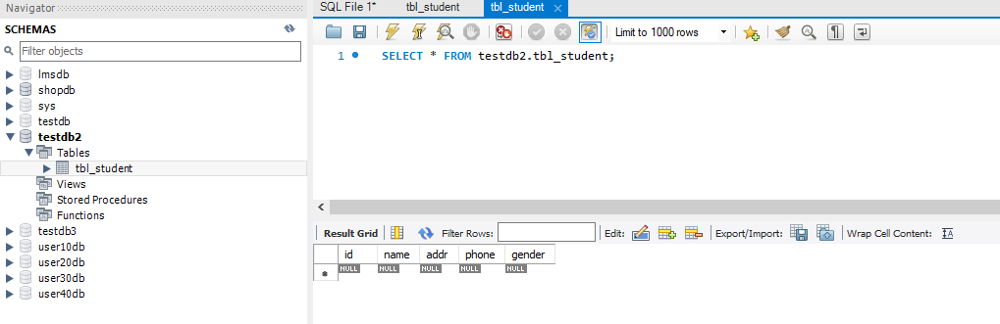 Navigator
SCHEMAS
Filter objects
lmsdb
shopdb
sys
testdb
testdb2
Tables
tbl_student
Views
Stored Procedures
Functions
testdb3
user10db
user20db
user30db
user40db
SQL File 1*
tbl_student
tbl_student
Limit to 1000 rows
1
SELECT * FROM testdb2.tbl_student;
Result Grid
Filter Rows:
Edit:
Export/Import:
Wrap Cell Content:
id name addr phone gender
NULL NULL NULL NULL NULL